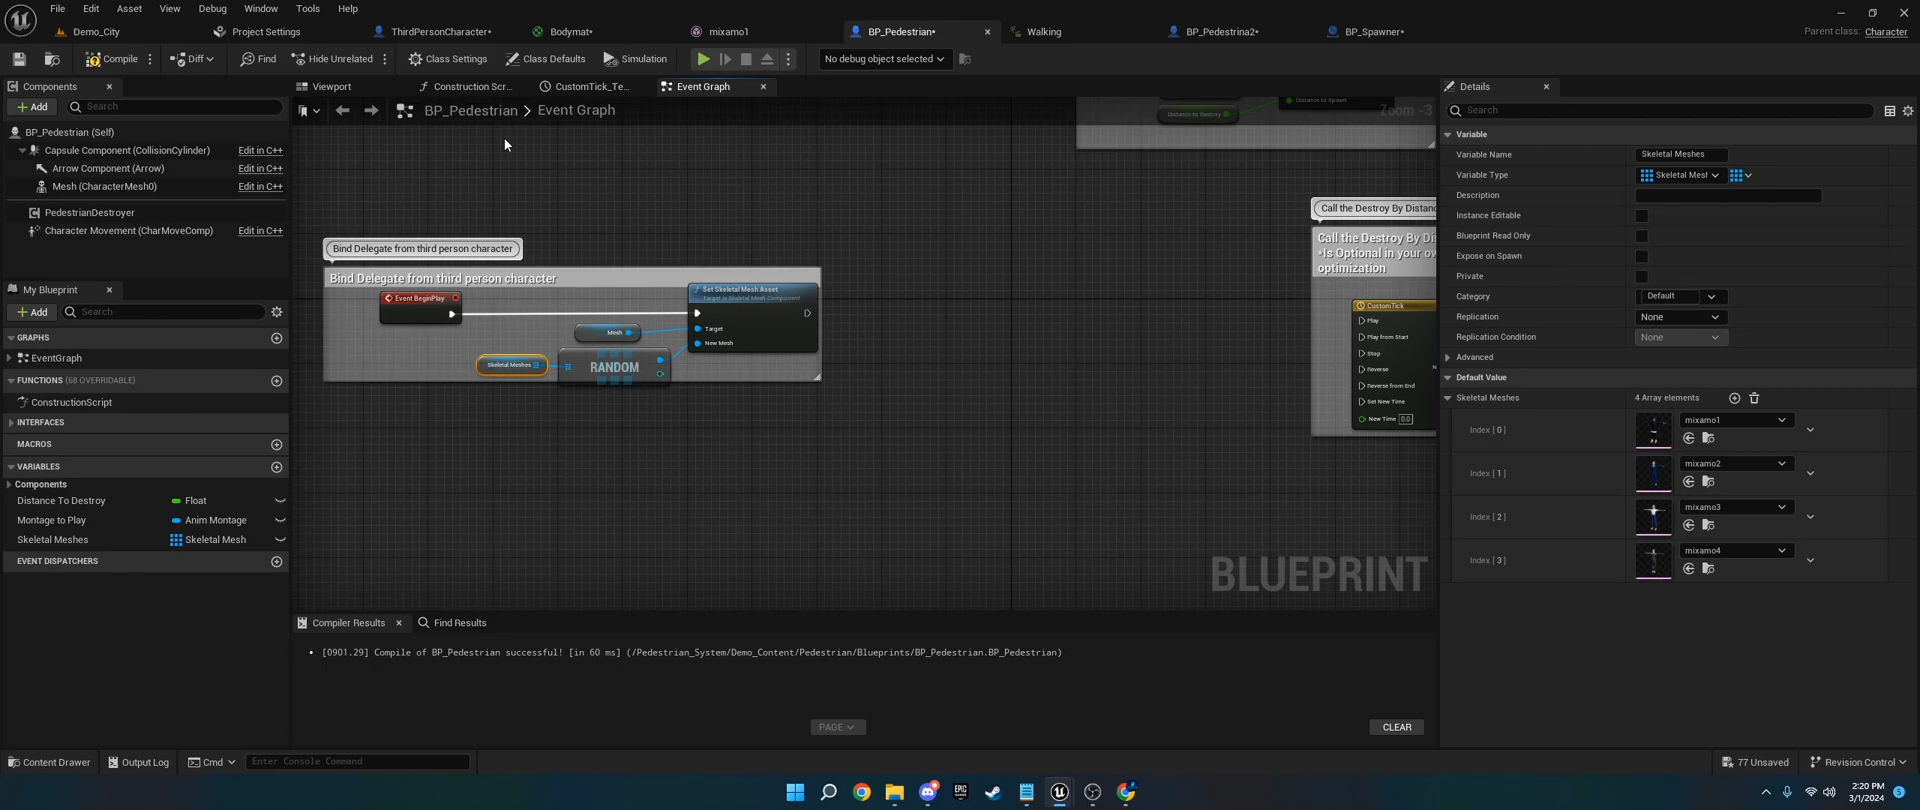 File Edit Asset View Debug Window Tools Help
Demo_City Project Settings ThirdPersonCharacter* Bodymat* mixamo1 BP_Pedestrian* Walking BP_Pedestrina2* BP_Spawner* Parent class: Character
Compile Diff Find Hide Unrelated Class Settings Class Defaults Simulation No debug object selected
Components Viewport Construction Scr... CustomTick_Te... Event Graph Details
Add Search BP_Pedestrian > Event Graph Zoom -3 Search
Distance to Spawn
Distance to Destroy
BP_Pedestrian (Self)
Capsule Component (CollisionCylinder) Edit in C++
Arrow Component (Arrow) Edit in C++
Mesh (CharacterMesh0) Edit in C++
PedestrianDestroyer
Character Movement (CharMoveComp) Edit in C++
My Blueprint
Add Search
GRAPHS
EventGraph
FUNCTIONS (68 OVERRIDABLE)
ConstructionScript
INTERFACES
MACROS
VARIABLES
Components
Distance To Destroy Float
Montage to Play Anim Montage
Skeletal Meshes Skeletal Mesh
EVENT DISPATCHERS
Bind Delegate from third person character
Bind Delegate from third person character
Event BeginPlay
Set Skeletal Mesh Asset
Target is Skeletal Mesh Component
Mesh
Target
New Mesh
Skeletal Meshes
RANDOM
Call the Destroy By Distanc
Call the Destroy By Dis
•Is Optional in your ow
optimization
CustomTick
Play
Play from Start
Stop
Reverse
Reverse from End
Set New Time
New Time 0.0
BLUEPRINT
Variable
Variable Name Skeletal Meshes
Variable Type Skeletal Mesh
Description
Instance Editable
Blueprint Read Only
Expose on Spawn
Private
Category Default
Replication None
Replication Condition None
Advanced
Default Value
Skeletal Meshes 4 Array elements
Index [ 0 ] mixamo1
Index [ 1 ] mixamo2
Index [ 2 ] mixamo3
Index [ 3 ] mixamo4
Compiler Results Find Results
[0901.29] Compile of BP_Pedestrian successful! [in 60 ms] (/Pedestrian_System/Demo_Content/Pedestrian/Blueprints/BP_Pedestrian.BP_Pedestrian)
PAGE CLEAR
Content Drawer Output Log Cmd Enter Console Command 77 Unsaved Revision Control
EPIC GAMES
2:20 PM
3/1/2024
5